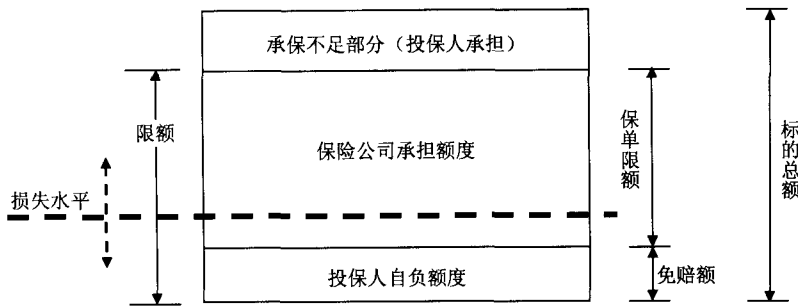 承保不足部分（投保人承担）
限额
保险公司承担额度
保单限额
标的总额
损失水平
投保人自负额度
免赔额